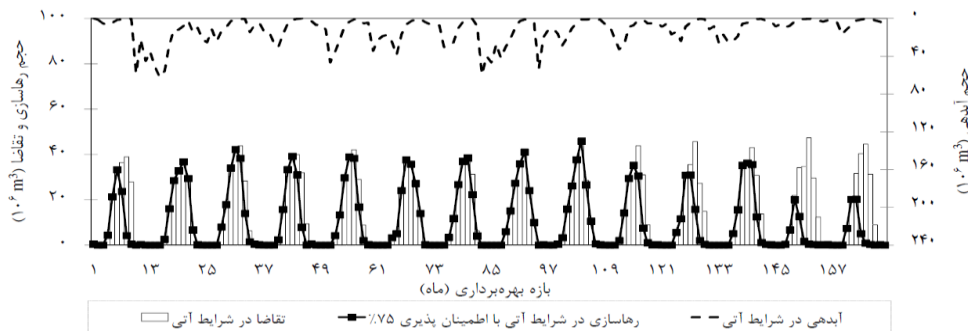 ۱۰۰
۸۰
۶۰
۴۰
۲۰
۰
حجم رهاسازی و تقاضا
(۱۰⁶ m³)
۰
۴۰
۸۰
۱۲۰
۱۶۰
۲۰۰
۲۴۰
حجم آبدهی
(۱۰⁶ m³)
۱ ۱۳ ۲۵ ۳۷ ۴۹ ۶۱ ۷۳ ۸۵ ۹۷ ۱۰۹ ۱۲۱ ۱۳۳ ۱۴۵ ۱۵۷
بازه بهره‌برداری (ماه)
آبدهی در شرایط آتی رهاسازی در شرایط آتی با اطمینان پذیری ۷۵٪ تقاضا در شرایط آتی